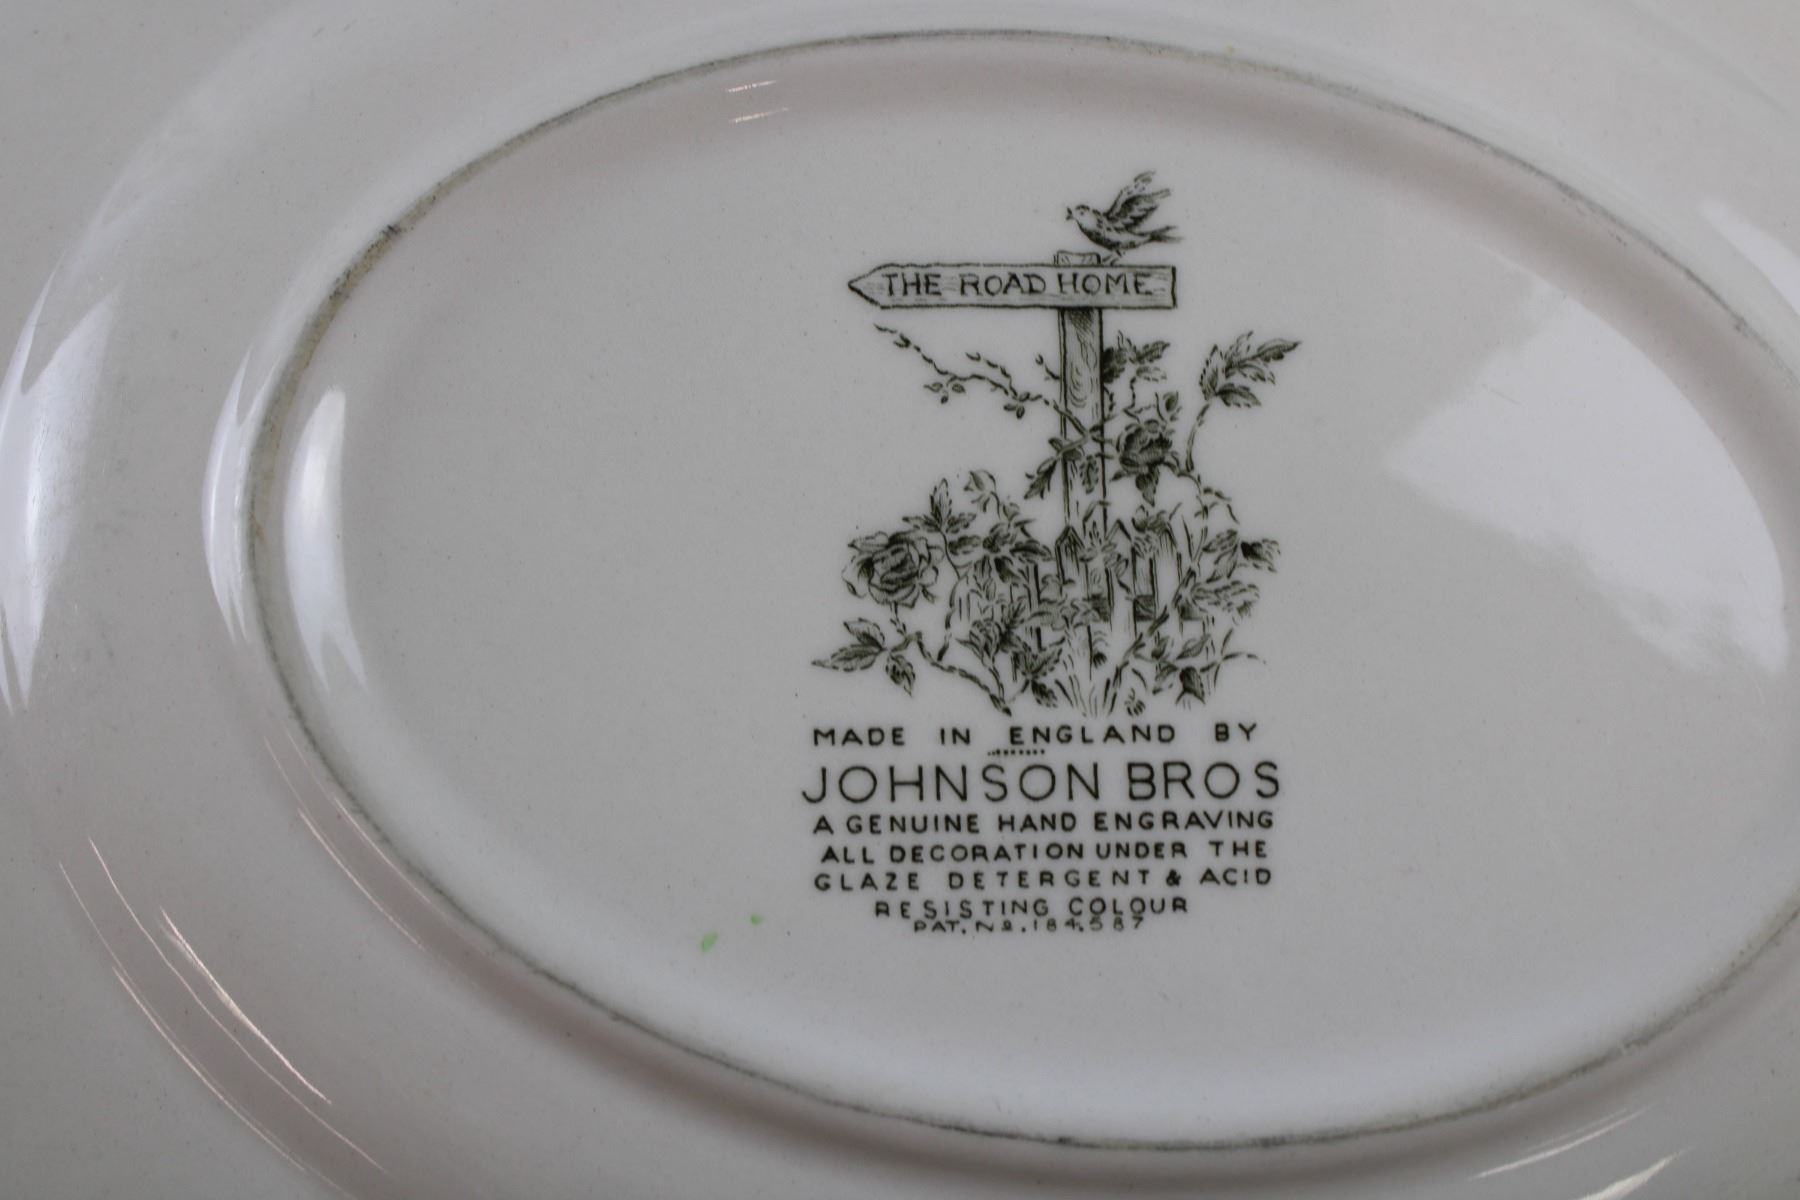 THE ROAD HOME
MADE IN ENGLAND BY
JOHNSON BROS
A GENUINE HAND ENGRAVING
ALL DECORATION UNDER THE
GLAZE DETERGENT & ACID
RESISTING COLOUR
PAT. No. 184587